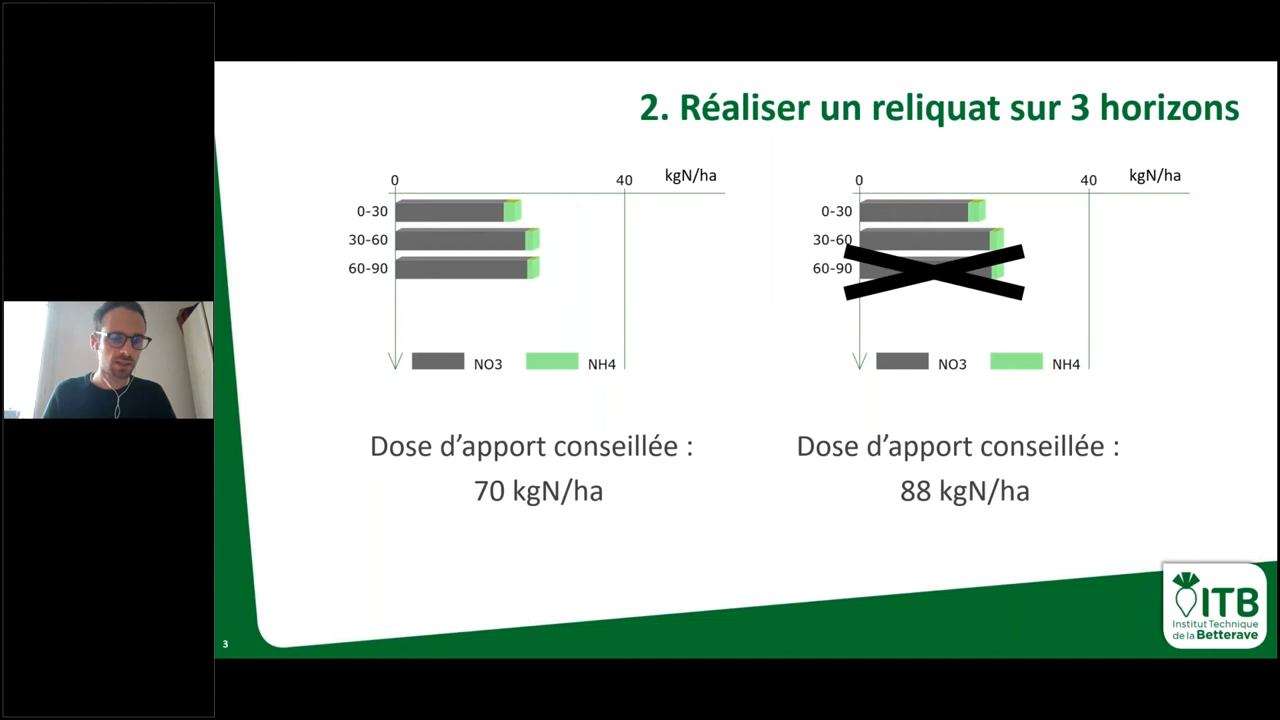 2. Réaliser un reliquat sur 3 horizons
0 40 kgN/ha
0-30
30-60
60-90
NO3 NH4
Dose d’apport conseillée :
70 kgN/ha
0 40 kgN/ha
0-30
30-60
60-90
NO3 NH4
Dose d’apport conseillée :
88 kgN/ha
3
ITB
Institut Technique
de la Betterave